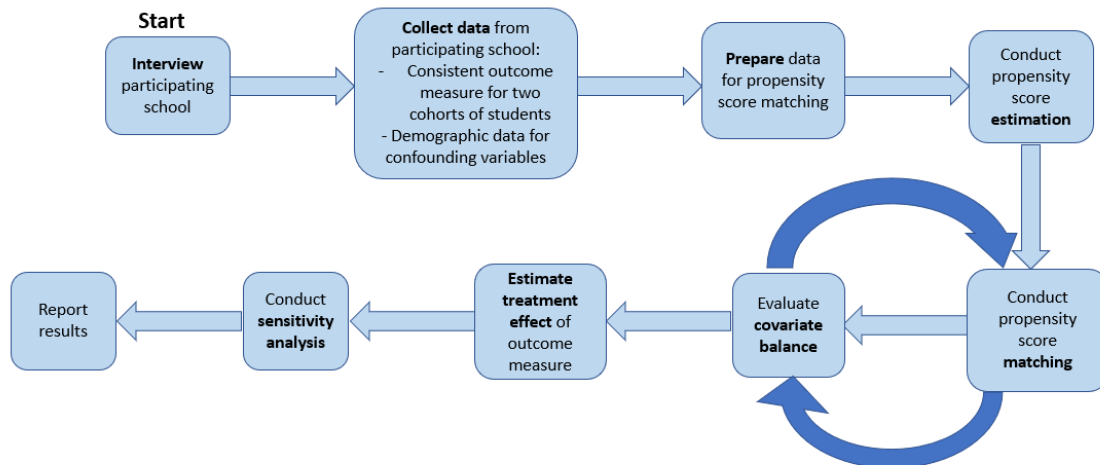 Start
Interview
participating
school
Collect data from
participating school:
- Consistent outcome
measure for two
cohorts of students
- Demographic data for
confounding variables
Prepare data
for propensity
score matching
Conduct
propensity
score
estimation
Conduct
propensity
score
matching
Evaluate
covariate
balance
Estimate
treatment
effect of
outcome
measure
Conduct
sensitivity
analysis
Report
results